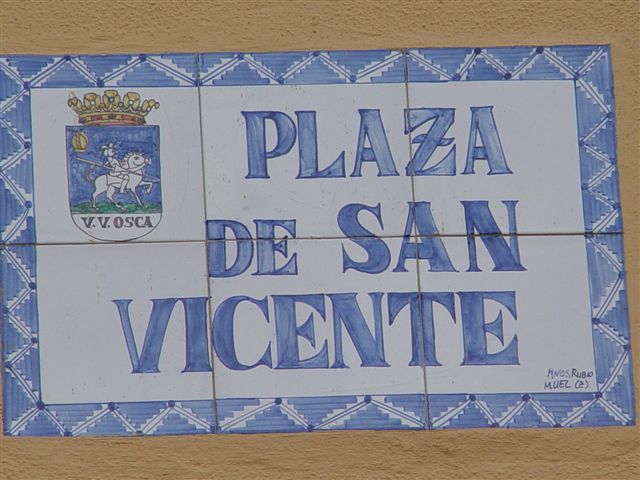 V. V. OSCA
PLAZA
DE SAN
VICENTE
HNOS. RUBIO
MUEL (Z).